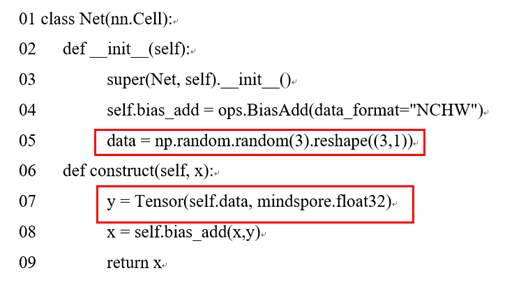 01 class Net(nn.Cell):
02 def __init__(self):
03 super(Net, self).__init__()
04 self.bias_add = ops.BiasAdd(data_format="NCHW")
05 data = np.random.random(3).reshape((3,1))
06 def construct(self, x):
07 y = Tensor(self.data, mindspore.float32)
08 x = self.bias_add(x,y)
09 return x